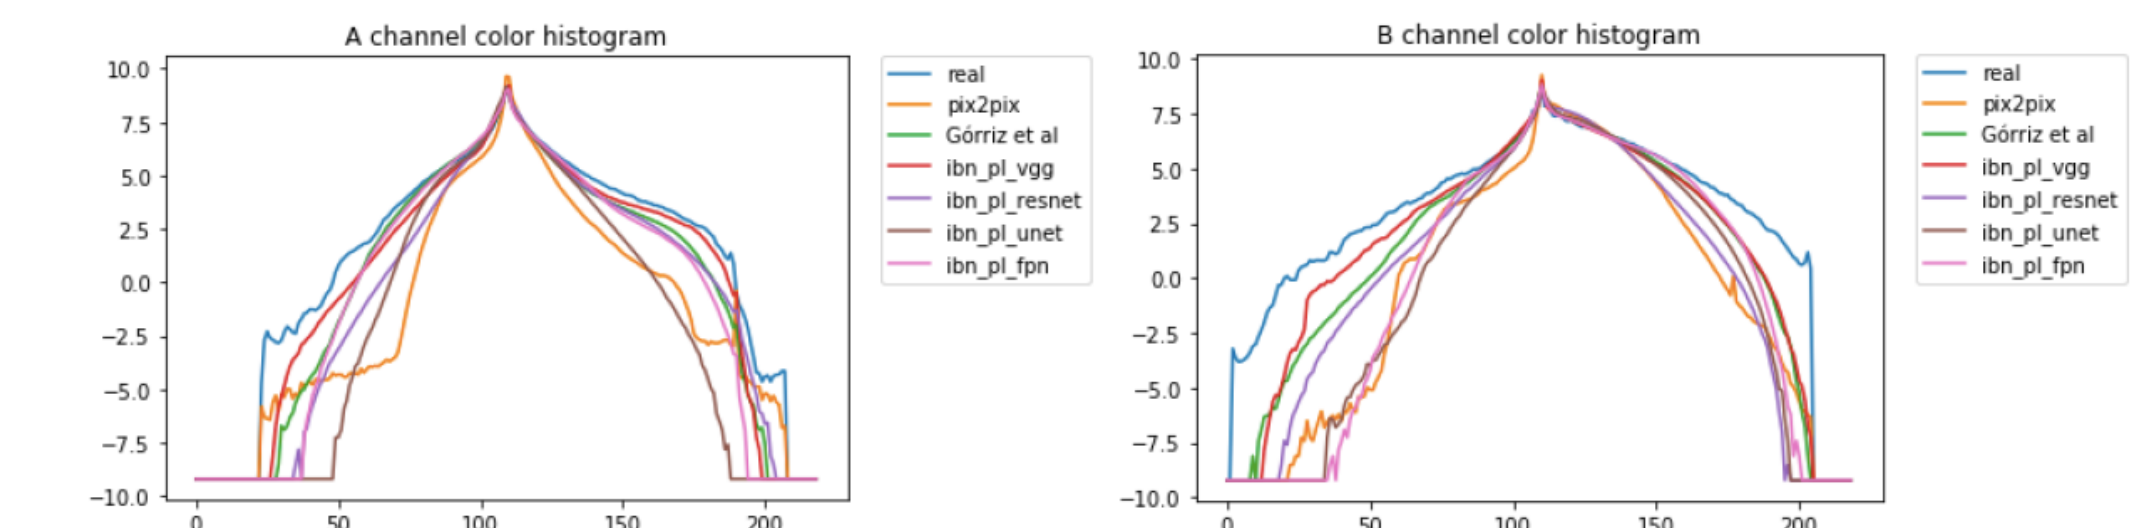 A channel color histogram
10.0
7.5
5.0
2.5
0.0
−2.5
−5.0
−7.5
−10.0
0 50 100 150 200
real
pix2pix
Górriz et al
ibn_pl_vgg
ibn_pl_resnet
ibn_pl_unet
ibn_pl_fpn
B channel color histogram
10.0
7.5
5.0
2.5
0.0
−2.5
−5.0
−7.5
−10.0
0 50 100 150 200
real
pix2pix
Górriz et al
ibn_pl_vgg
ibn_pl_resnet
ibn_pl_unet
ibn_pl_fpn